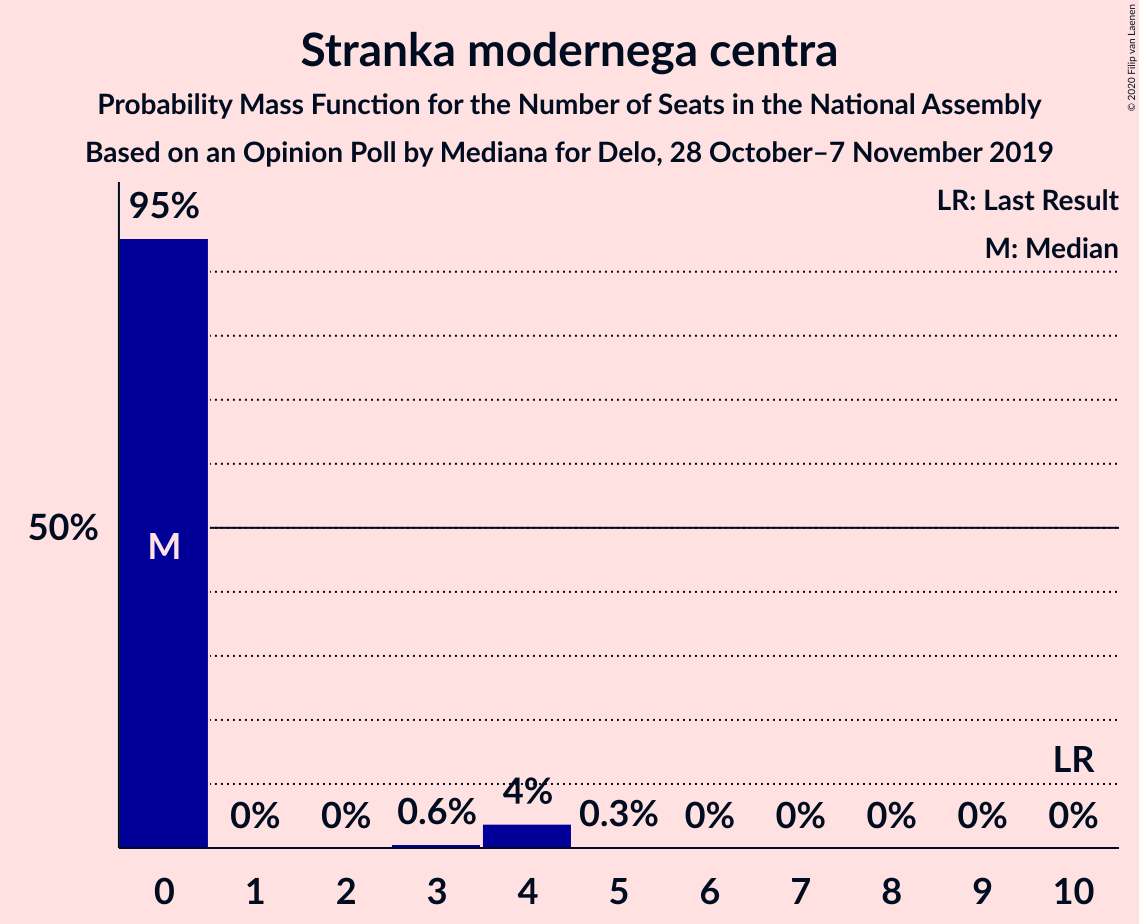 Stranka modernega centra
Probability Mass Function for the Number of Seats in the National Assembly
Based on an Opinion Poll by Mediana for Delo, 28 October–7 November 2019
© 2020 Filip van Laenen
LR: Last Result
M: Median
95%
50%
M
LR
0% 0% 0.6% 4% 0.3% 0% 0% 0% 0% 0%
0 1 2 3 4 5 6 7 8 9 10